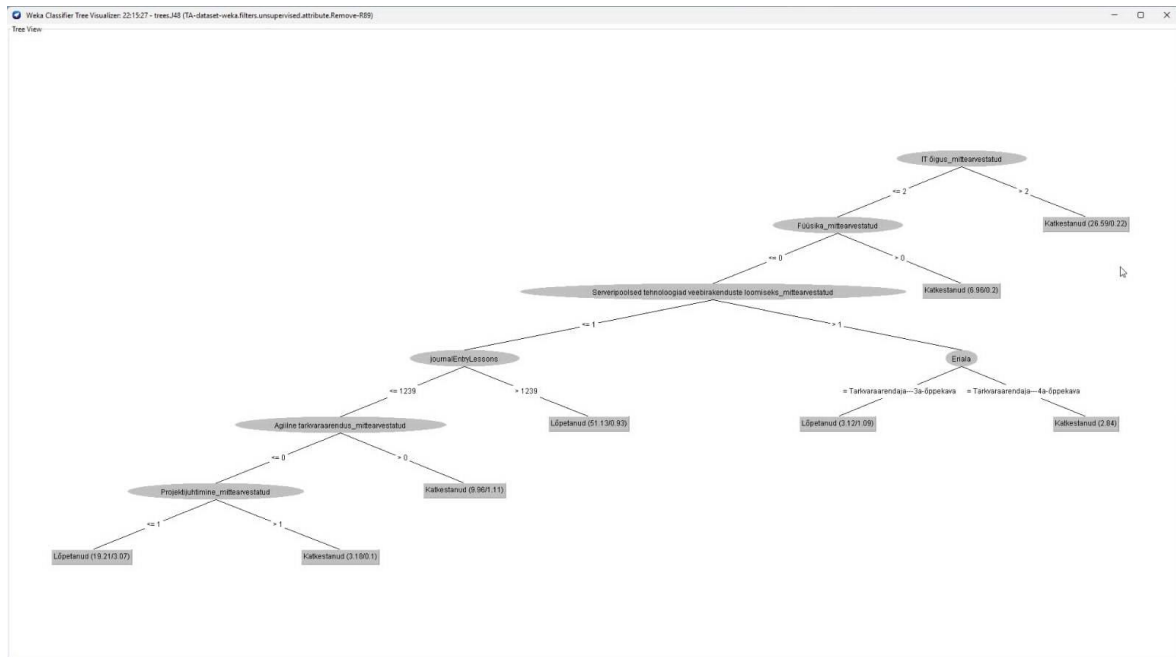 Weka Classifier Tree Visualizer: 22:15:27 - trees.J48 (TA-dataset-weka.filters.unsupervised.attribute.Remove-R89)
Tree View
IT õigus_mittearvestatud
<= 2
> 2
Füüsika_mittearvestatud
Katkestanud (26.59/0.22)
<= 0
> 0
Serveripoolsed tehnoloogiad veebirakenduste loomiseks_mittearvestatud
Katkestanud (6.96/0.2)
<= 1
> 1
journalEntryLessons
Eriala
<= 1239
> 1239
= Tarkvaraarendaja---3a-õppekava
= Tarkvaraarendaja---4a-õppekava
Agiilne tarkvaraarendus_mittearvestatud
Lõpetanud (51.13/0.93)
Lõpetanud (3.12/1.09)
Katkestanud (2.84)
<= 0
> 0
Projektijuhtimine_mittearvestatud
Katkestanud (9.96/1.11)
<= 1
> 1
Lõpetanud (19.21/3.07)
Katkestanud (3.18/0.1)